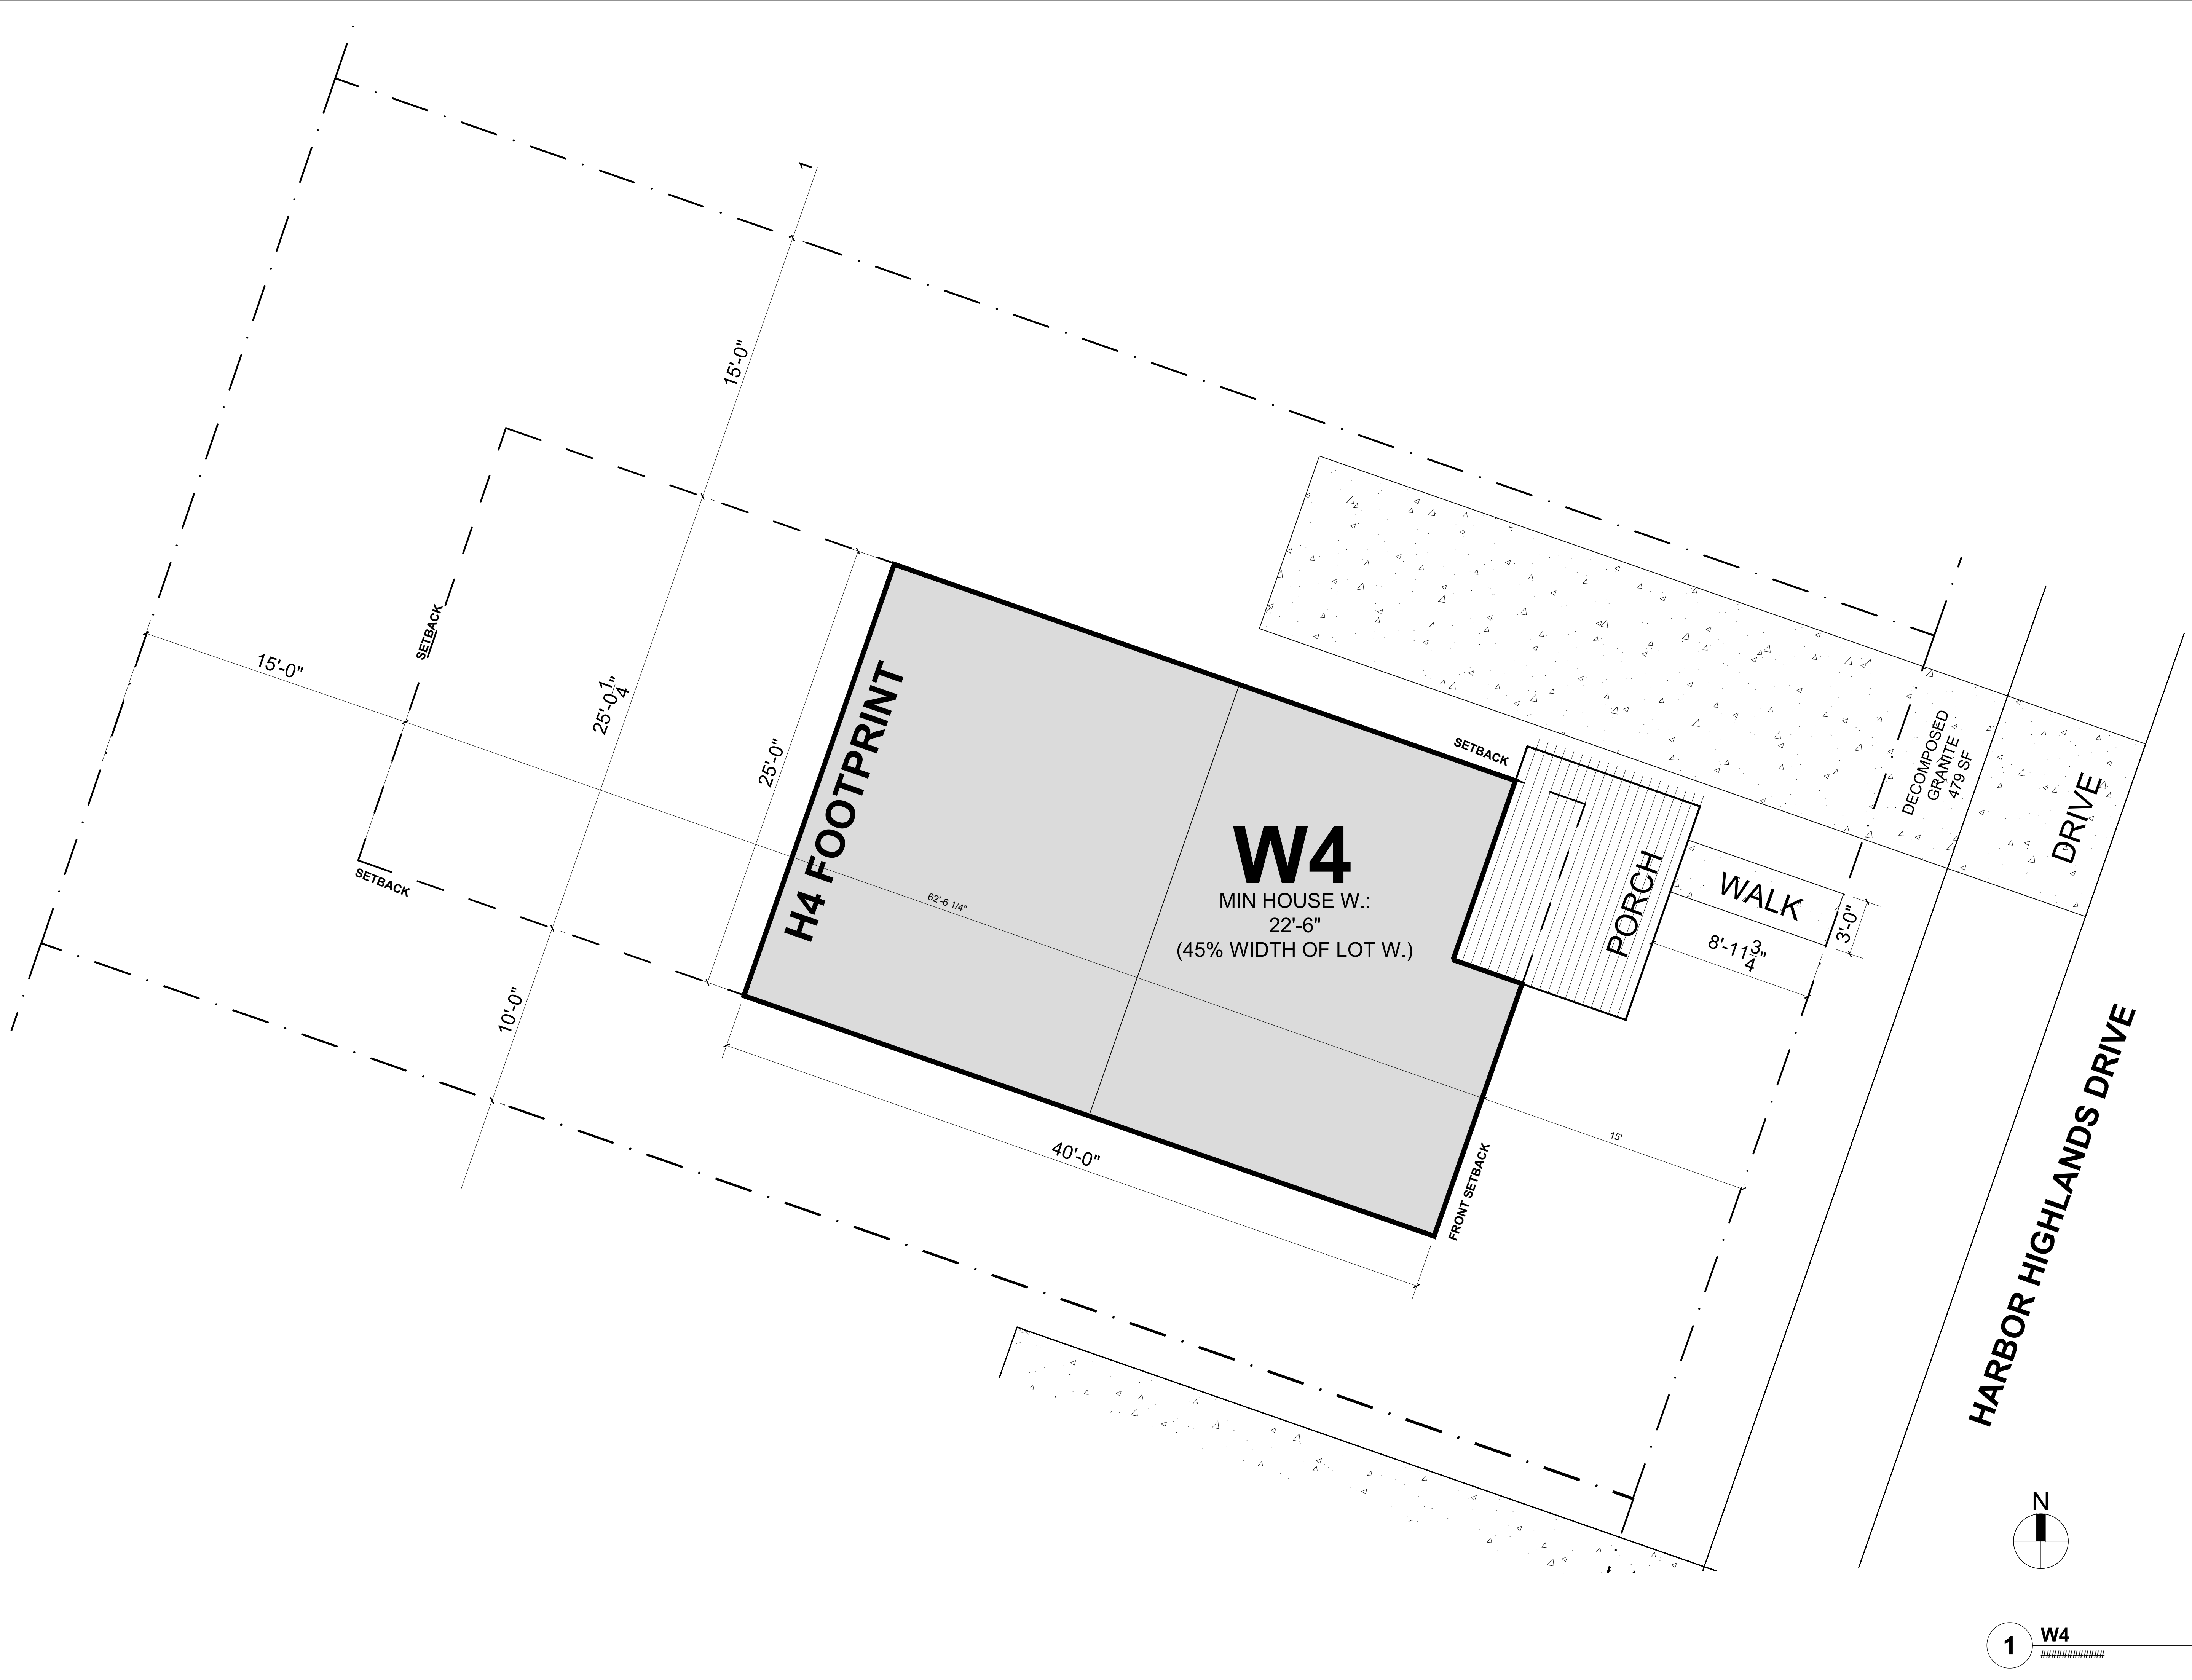 1
15'-0"
SETBACK
15'-0"
25'-0 1/4"
25'-0"
H4 FOOTPRINT
SETBACK
10'-0"
62'-6 1/4"
W4
MIN HOUSE W.:
22'-6"
(45% WIDTH OF LOT W.)
SETBACK
PORCH
WALK
3'-0"
8'-11 3/4"
DECOMPOSED
GRANITE
479 SF
DRIVE
15'
40'-0"
FRONT SETBACK
HARBOR HIGHLANDS DRIVE
N
1
W4
############